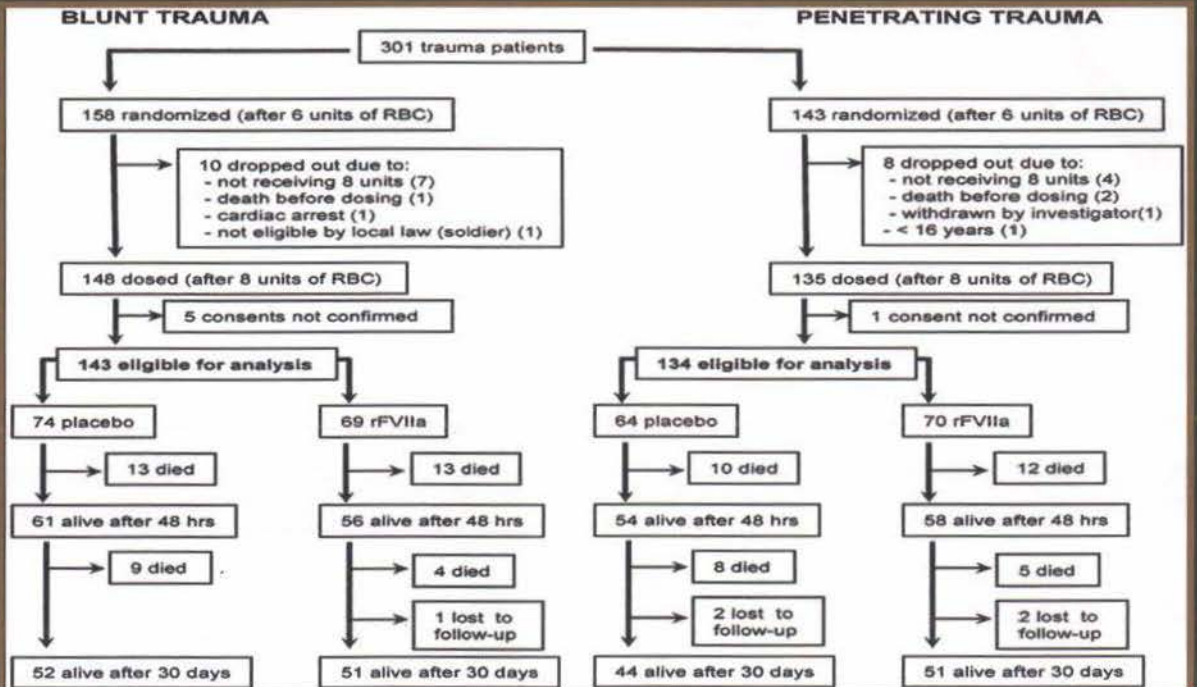 BLUNT TRAUMA
PENETRATING TRAUMA
301 trauma patients
158 randomized (after 6 units of RBC)
143 randomized (after 6 units of RBC)
10 dropped out due to:
- not receiving 8 units (7)
- death before dosing (1)
- cardiac arrest (1)
- not eligible by local law (soldier) (1)
8 dropped out due to:
- not receiving 8 units (4)
- death before dosing (2)
- withdrawn by investigator(1)
- < 16 years (1)
148 dosed (after 8 units of RBC)
135 dosed (after 8 units of RBC)
5 consents not confirmed
1 consent not confirmed
143 eligible for analysis
134 eligible for analysis
74 placebo
69 rFVIIa
64 placebo
70 rFVIIa
13 died
13 died
10 died
12 died
61 alive after 48 hrs
56 alive after 48 hrs
54 alive after 48 hrs
58 alive after 48 hrs
9 died
4 died
8 died
5 died
1 lost to
follow-up
2 lost to
follow-up
2 lost to
follow-up
52 alive after 30 days
51 alive after 30 days
44 alive after 30 days
51 alive after 30 days